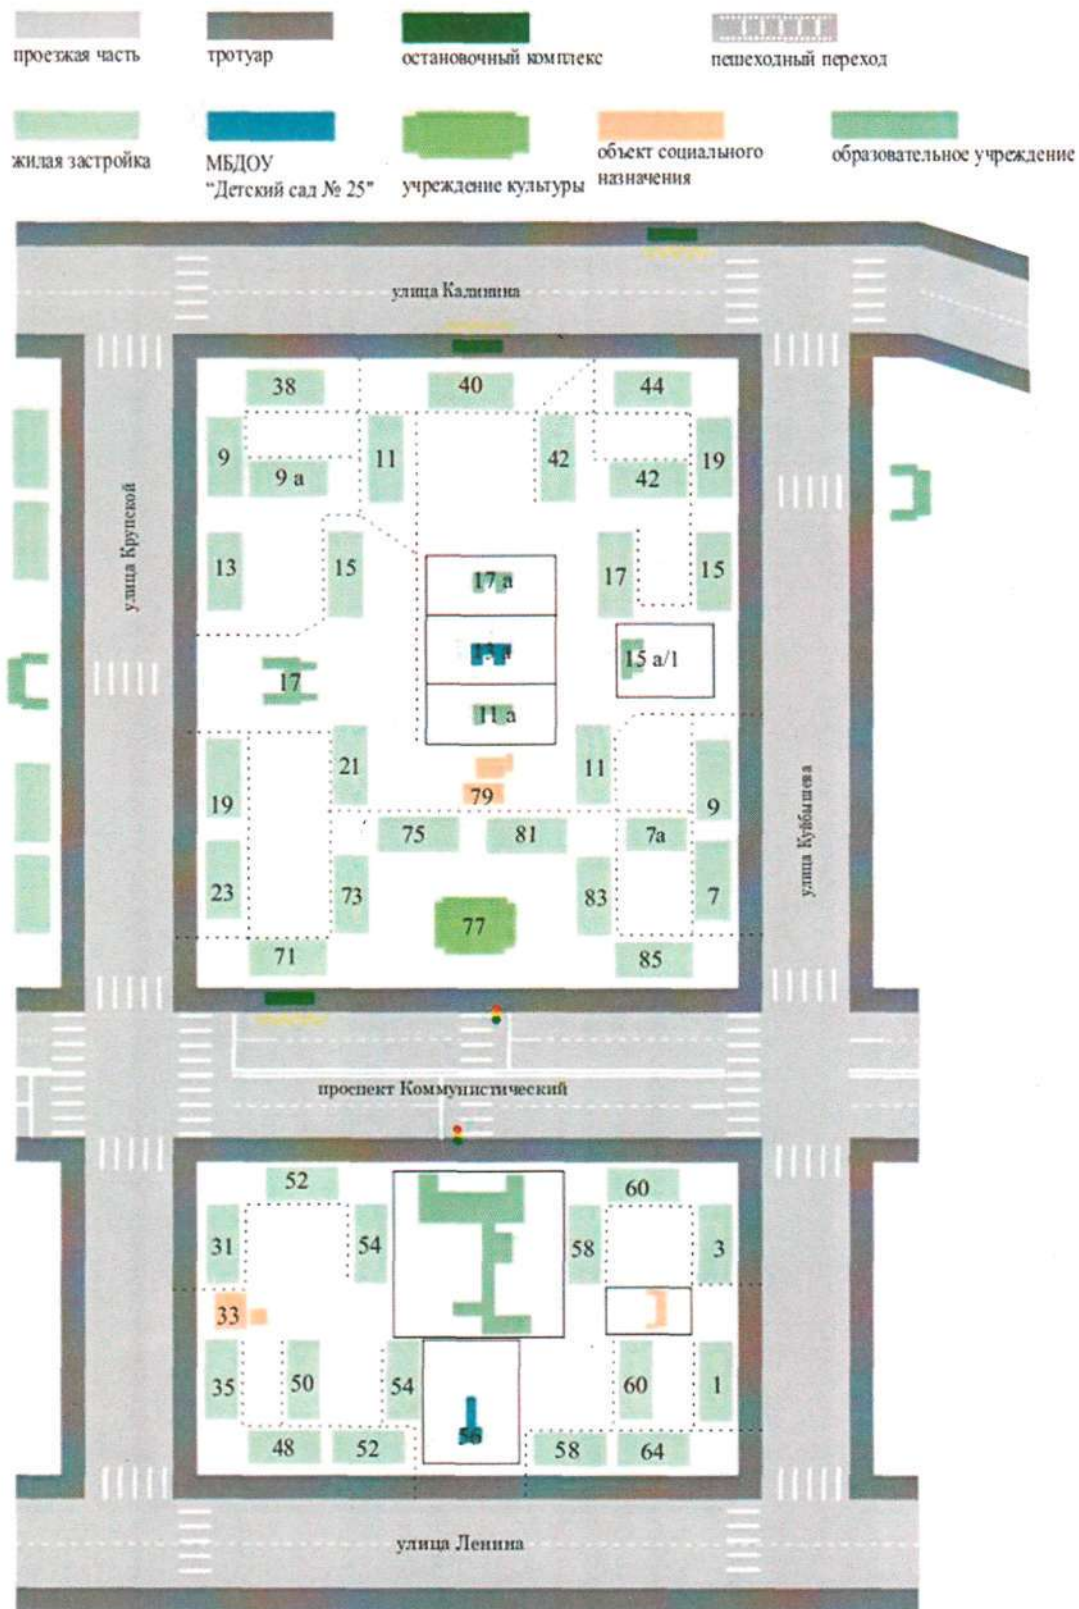 проезжая часть
тротуар
остановочный комплекс
пешеходный переход
жилая застройка
МБДОУ
"Детский сад № 25"
учреждение культуры
объект социального
назначения
образовательное учреждение
улица Калинина
38
40
44
9
11
42
19
9 а
42
улица Крупской
13
15
17 а
17
15
13 а
15 а/1
17
11 а
21
11
19
79
9
улица Куйбышева
75
81
7а
23
73
77
83
7
71
85
проспект Коммунистический
52
60
31
54
58
3
33
35
50
54
60
1
56
48
52
58
64
улица Ленина